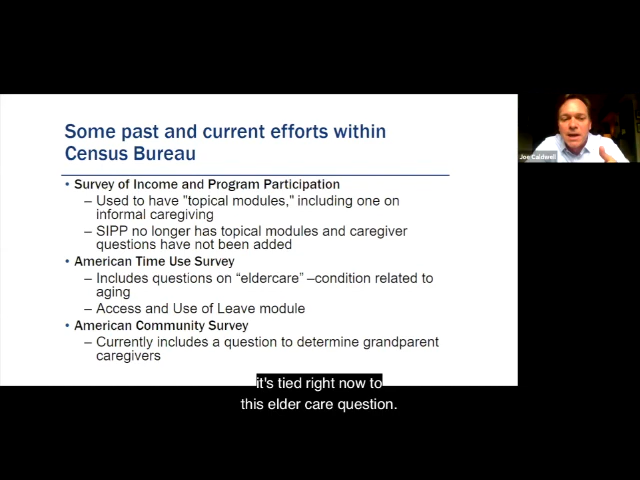 Some past and current efforts within
Census Bureau
• Survey of Income and Program Participation
– Used to have "topical modules," including one on
informal caregiving
– SIPP no longer has topical modules and caregiver
questions have not been added
• American Time Use Survey
– Includes questions on “eldercare” –condition related to
aging
– Access and Use of Leave module
• American Community Survey
– Currently includes a question to determine grandparent
caregivers
Joe Caldwell
it's tied right now to
this elder care question.